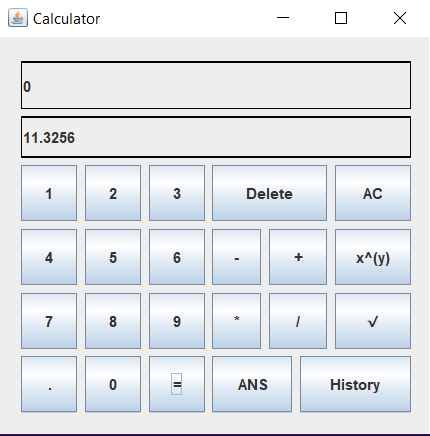 Calculator
0
11.3256
1 2 3 Delete AC
4 5 6 - + x^(y)
7 8 9 * / √
. 0 = ANS History